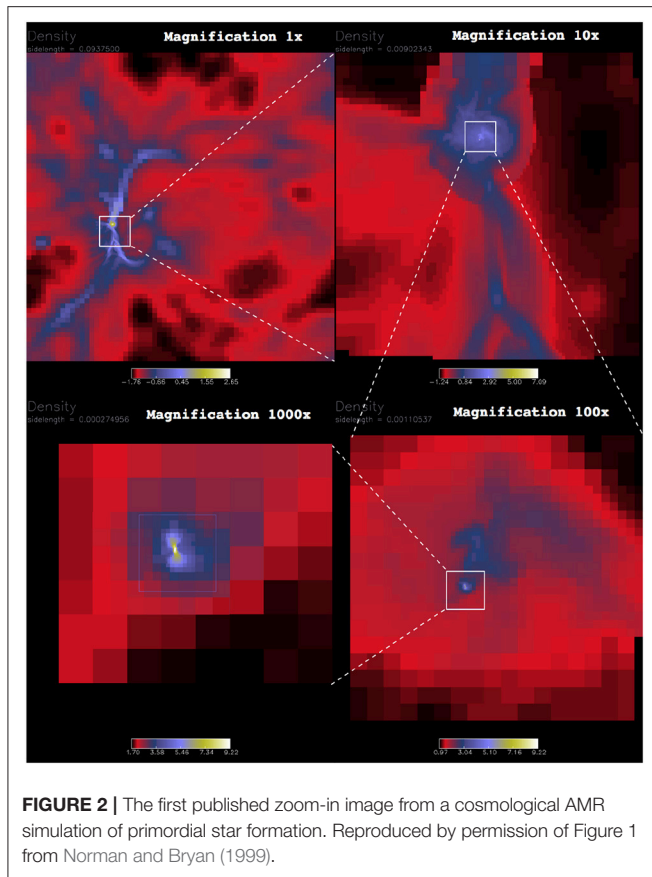 Density
sidelength = 0.0937500
Magnification 1x
-1.76 -0.66 0.45 1.55 2.65
Density
sidelength = 0.00902343
Magnification 10x
-1.24 0.84 2.92 5.00 7.09
Density
sidelength = 0.000274956
Magnification 1000x
1.70 3.58 5.46 7.34 9.22
Density
sidelength = 0.00110537
Magnification 100x
0.97 3.04 5.10 7.16 9.22
FIGURE 2 | The first published zoom-in image from a cosmological AMR
simulation of primordial star formation. Reproduced by permission of Figure 1
from Norman and Bryan (1999).